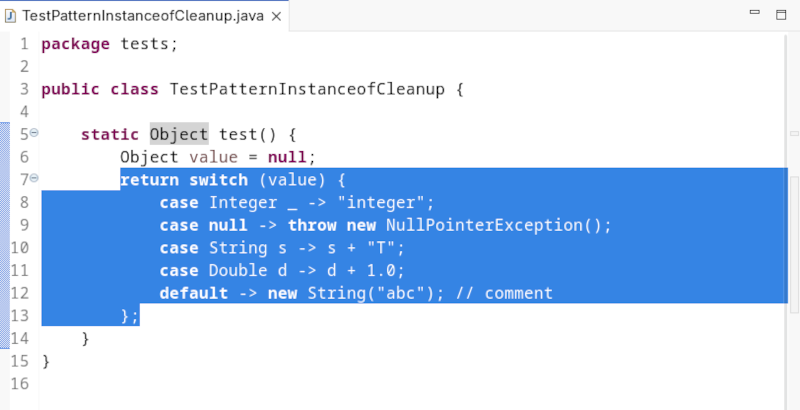 TestPatternInstanceofCleanup.java
1 package tests;
2
3 public class TestPatternInstanceofCleanup {
4
5 static Object test() {
6 Object value = null;
7 return switch (value) {
8 case Integer _ -> "integer";
9 case null -> throw new NullPointerException();
10 case String s -> s + "T";
11 case Double d -> d + 1.0;
12 default -> new String("abc"); // comment
13 };
14 }
15 }
16